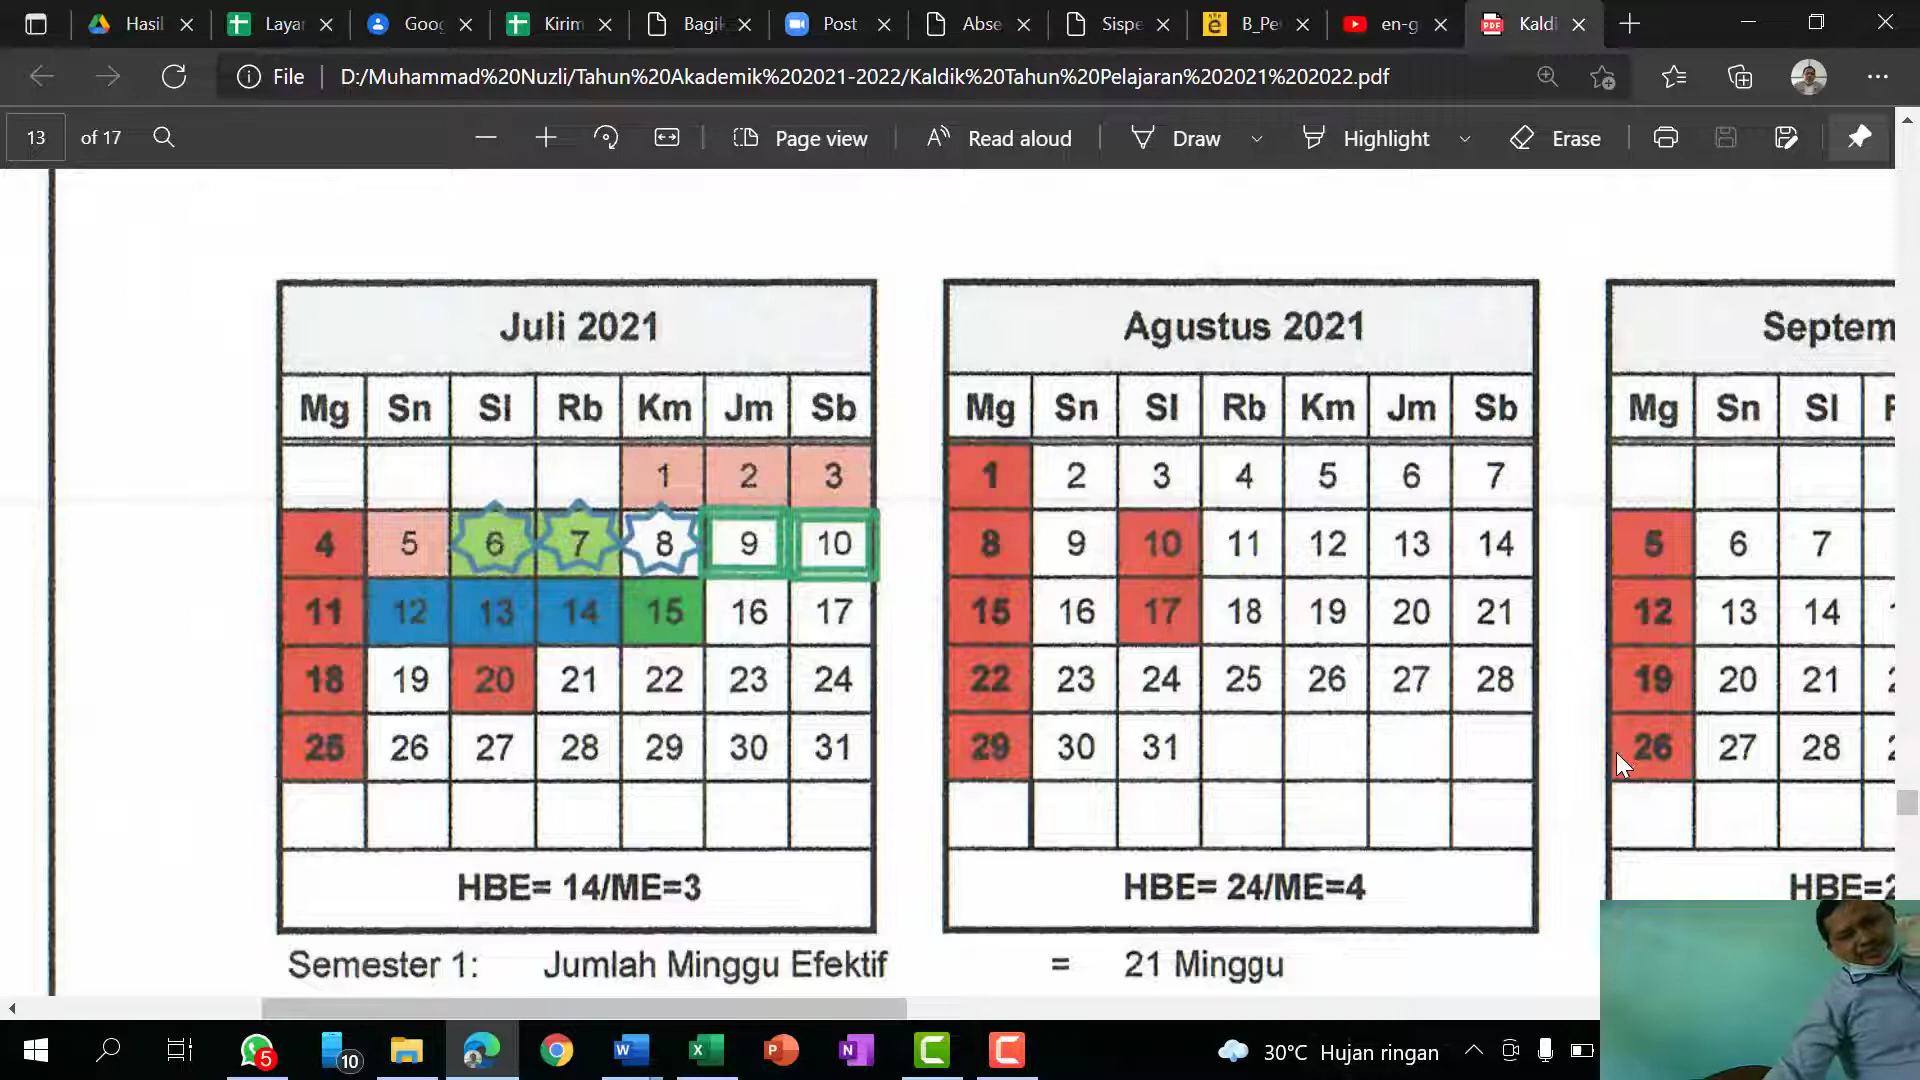 Hasil
Laya
Goog
Kirim
Bagik
Post
Abse
Sispe
B_Pe
en-g
Kaldi
File
D:/Muhammad%20Nuzli/Tahun%20Akademik%202021-2022/Kaldik%20Tahun%20Pelajaran%202021%202022.pdf
13 of 17
Page view
Read aloud
Draw
Highlight
Erase
Juli 2021
Mg Sn Sl Rb Km Jm Sb
1 2 3
4 5 6 7 8 9 10
11 12 13 14 15 16 17
18 19 20 21 22 23 24
25 26 27 28 29 30 31
HBE= 14/ME=3
Agustus 2021
Mg Sn Sl Rb Km Jm Sb
1 2 3 4 5 6 7
8 9 10 11 12 13 14
15 16 17 18 19 20 21
22 23 24 25 26 27 28
29 30 31
HBE= 24/ME=4
Septem
Mg Sn Sl
5 6 7
12 13 14
19 20 21
26 27 28
HBE=2
Semester 1: Jumlah Minggu Efektif = 21 Minggu
5
10
30°C Hujan ringan